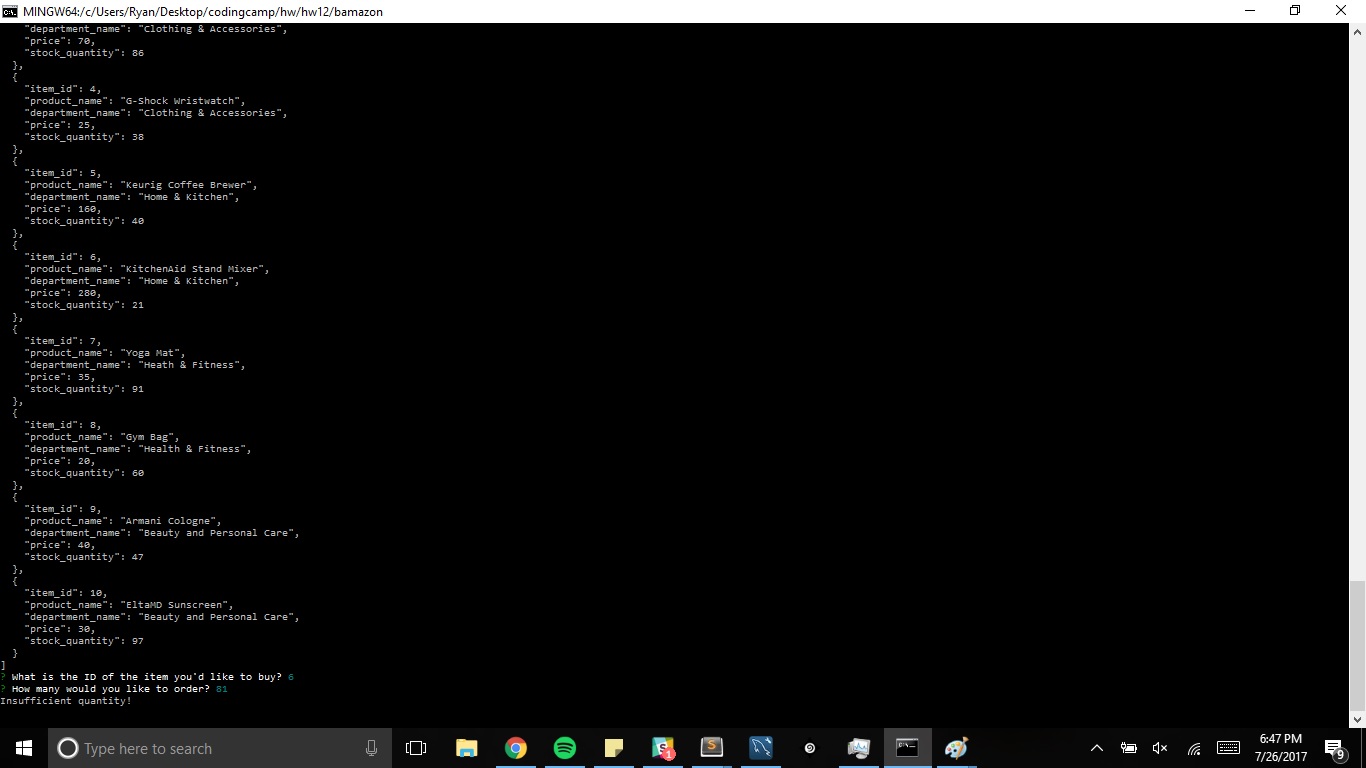 MINGW64:/c/Users/Ryan/Desktop/codingcamp/hw/hw12/bamazon
"department_name": "Clothing & Accessories",
"price": 70,
"stock_quantity": 86
},
{
"item_id": 4,
"product_name": "G-Shock Wristwatch",
"department_name": "Clothing & Accessories",
"price": 25,
"stock_quantity": 38
},
{
"item_id": 5,
"product_name": "Keurig Coffee Brewer",
"department_name": "Home & Kitchen",
"price": 160,
"stock_quantity": 40
},
{
"item_id": 6,
"product_name": "KitchenAid Stand Mixer",
"department_name": "Home & Kitchen",
"price": 280,
"stock_quantity": 21
},
{
"item_id": 7,
"product_name": "Yoga Mat",
"department_name": "Heath & Fitness",
"price": 35,
"stock_quantity": 91
},
{
"item_id": 8,
"product_name": "Gym Bag",
"department_name": "Health & Fitness",
"price": 20,
"stock_quantity": 60
},
{
"item_id": 9,
"product_name": "Armani Cologne",
"department_name": "Beauty and Personal Care",
"price": 40,
"stock_quantity": 47
},
{
"item_id": 10,
"product_name": "EltaMD Sunscreen",
"department_name": "Beauty and Personal Care",
"price": 30,
"stock_quantity": 97
}
]
? What is the ID of the item you'd like to buy? 6
? How many would you like to order? 81
Insufficient quantity!
Type here to search
6:47 PM
7/26/2017
9